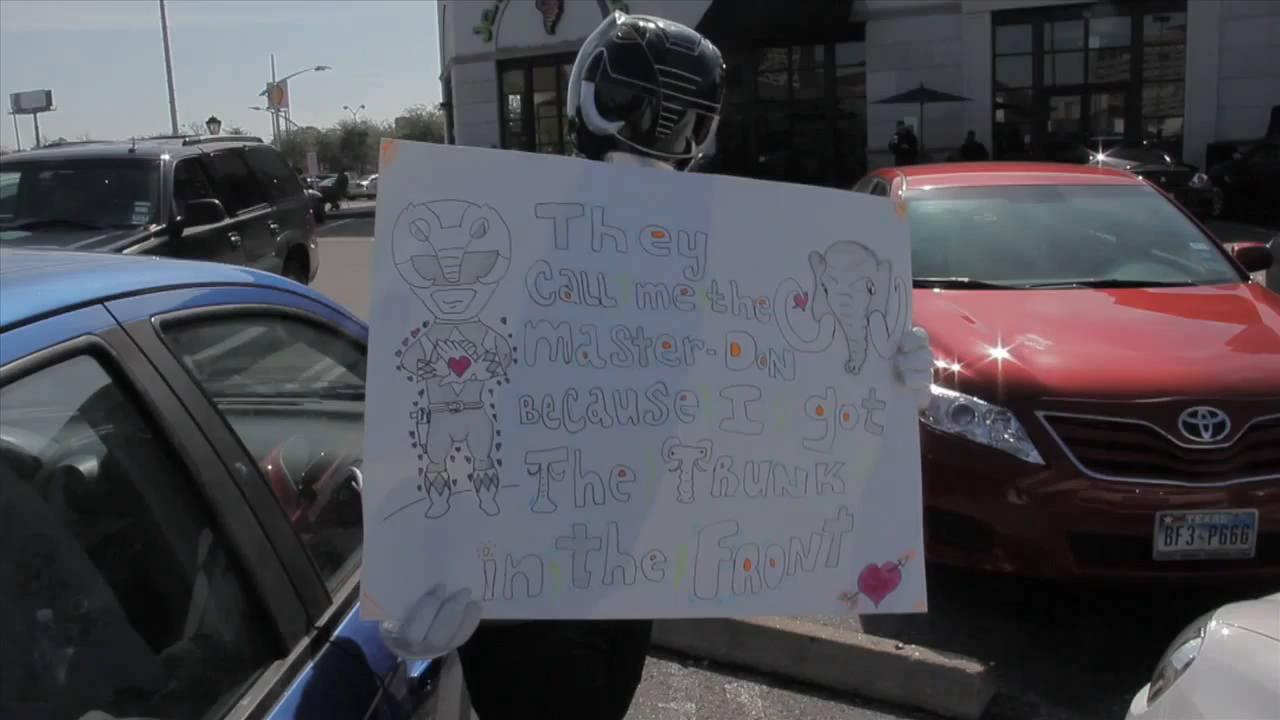 They
Call me the
Master-Don
Because I got
The Trunk
in the Front
TEXAS
BF3 P666